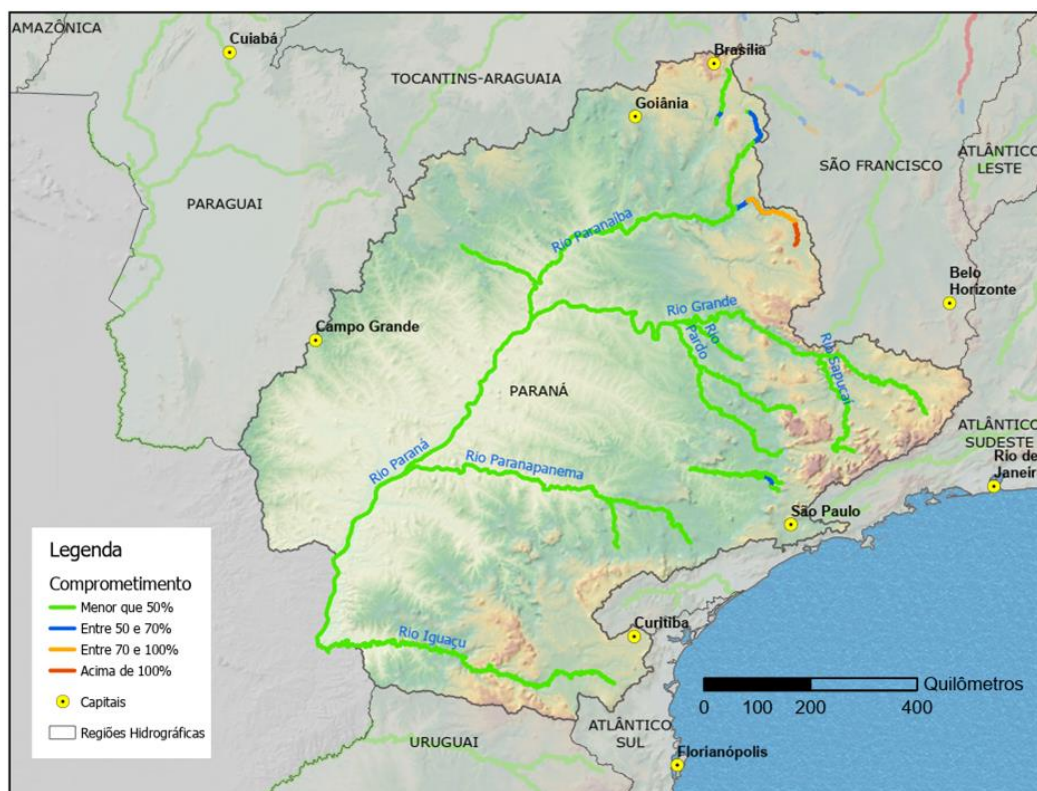 AMAZÔNICA
Cuiabá
Brasília
TOCANTINS-ARAGUAIA
Goiânia
SÃO FRANCISCO
ATLÂNTICO
LESTE
PARAGUAI
Rio Paranaíba
Belo
Horizonte
Campo Grande
Rio Grande
Rio
Pardo
Rio Sapucaí
PARANÁ
ATLÂNTICO
SUDESTE
Rio de
Janeir
Rio Paraná
Rio Paranapanema
São Paulo
Legenda
Comprometimento
Menor que 50%
Entre 50 e 70%
Entre 70 e 100%
Acima de 100%
Capitais
Regiões Hidrográficas
Rio Iguaçu
Curitiba
Quilômetros
0 100 200 400
ATLÂNTICO
SUL
URUGUAI
Florianópolis